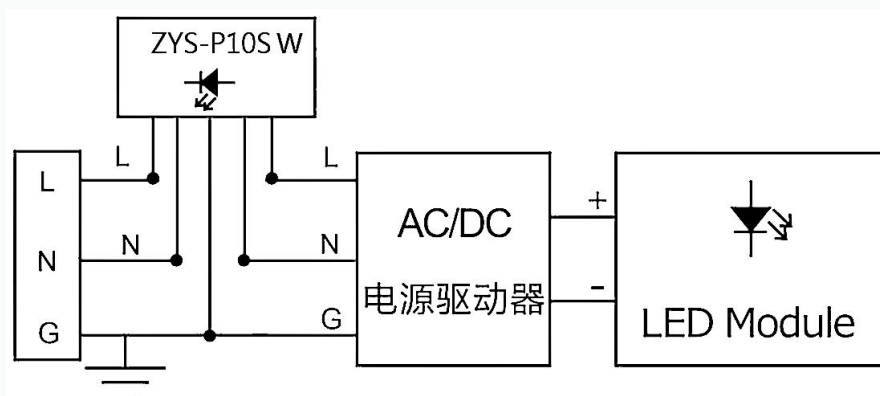 ZYS-P10S W
L
L
L
N
N
N
G
G
AC/DC
电源驱动器
+
-
LED Module